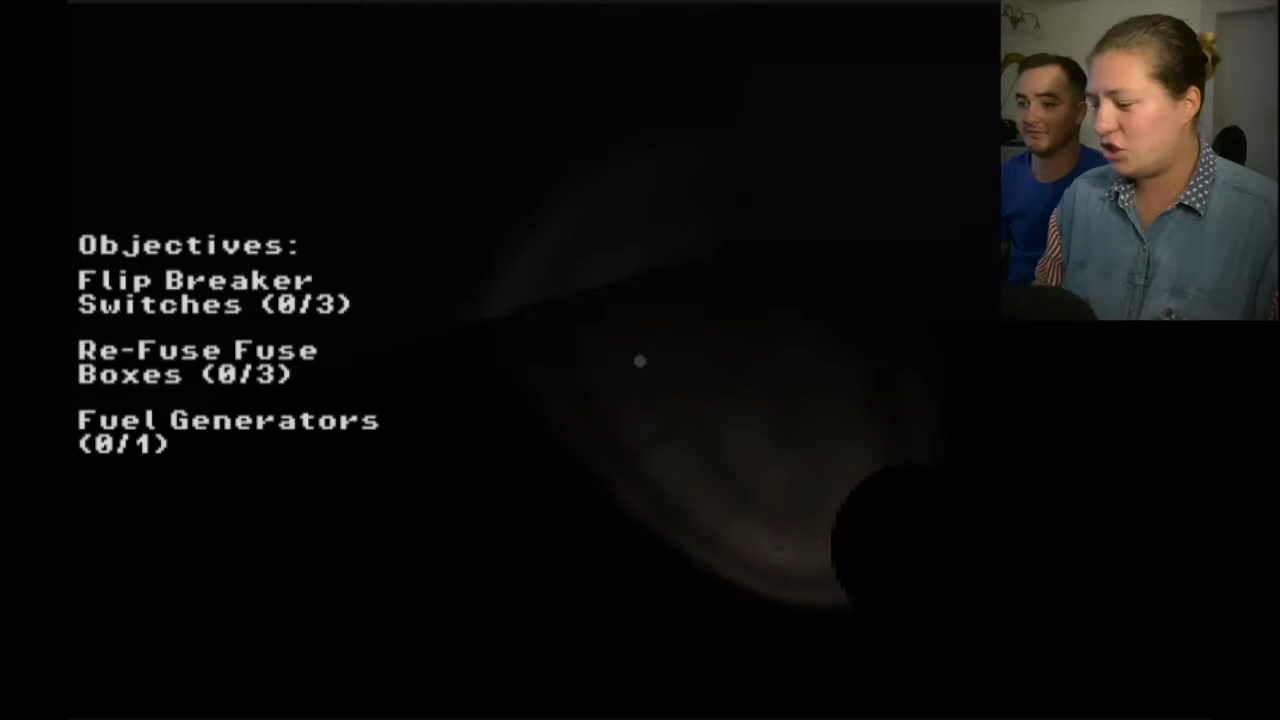 Objectives:
Flip Breaker
Switches (0/3)
Re-Fuse Fuse
Boxes (0/3)
Fuel Generators
(0/1)